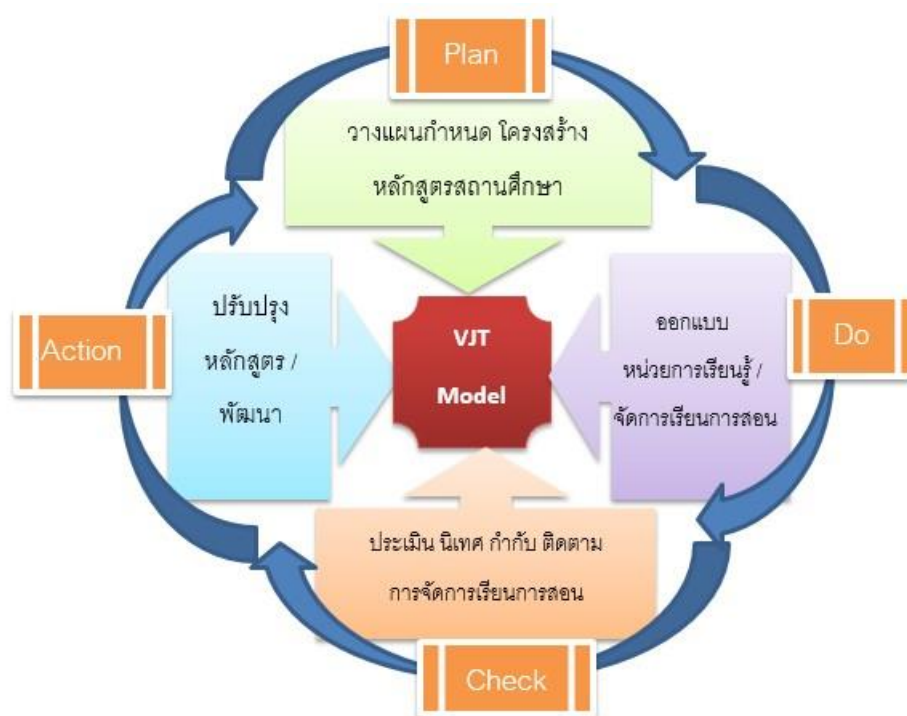 Plan
วางแผนกำหนด โครงสร้าง
หลักสูตรสถานศึกษา
Action
ปรับปรุง
หลักสูตร /
พัฒนา
VJT
Model
ออกแบบ
หน่วยการเรียนรู้ /
จัดการเรียนการสอน
Do
ประเมิน นิเทศ กำกับ ติดตาม
การจัดการเรียนการสอน
Check